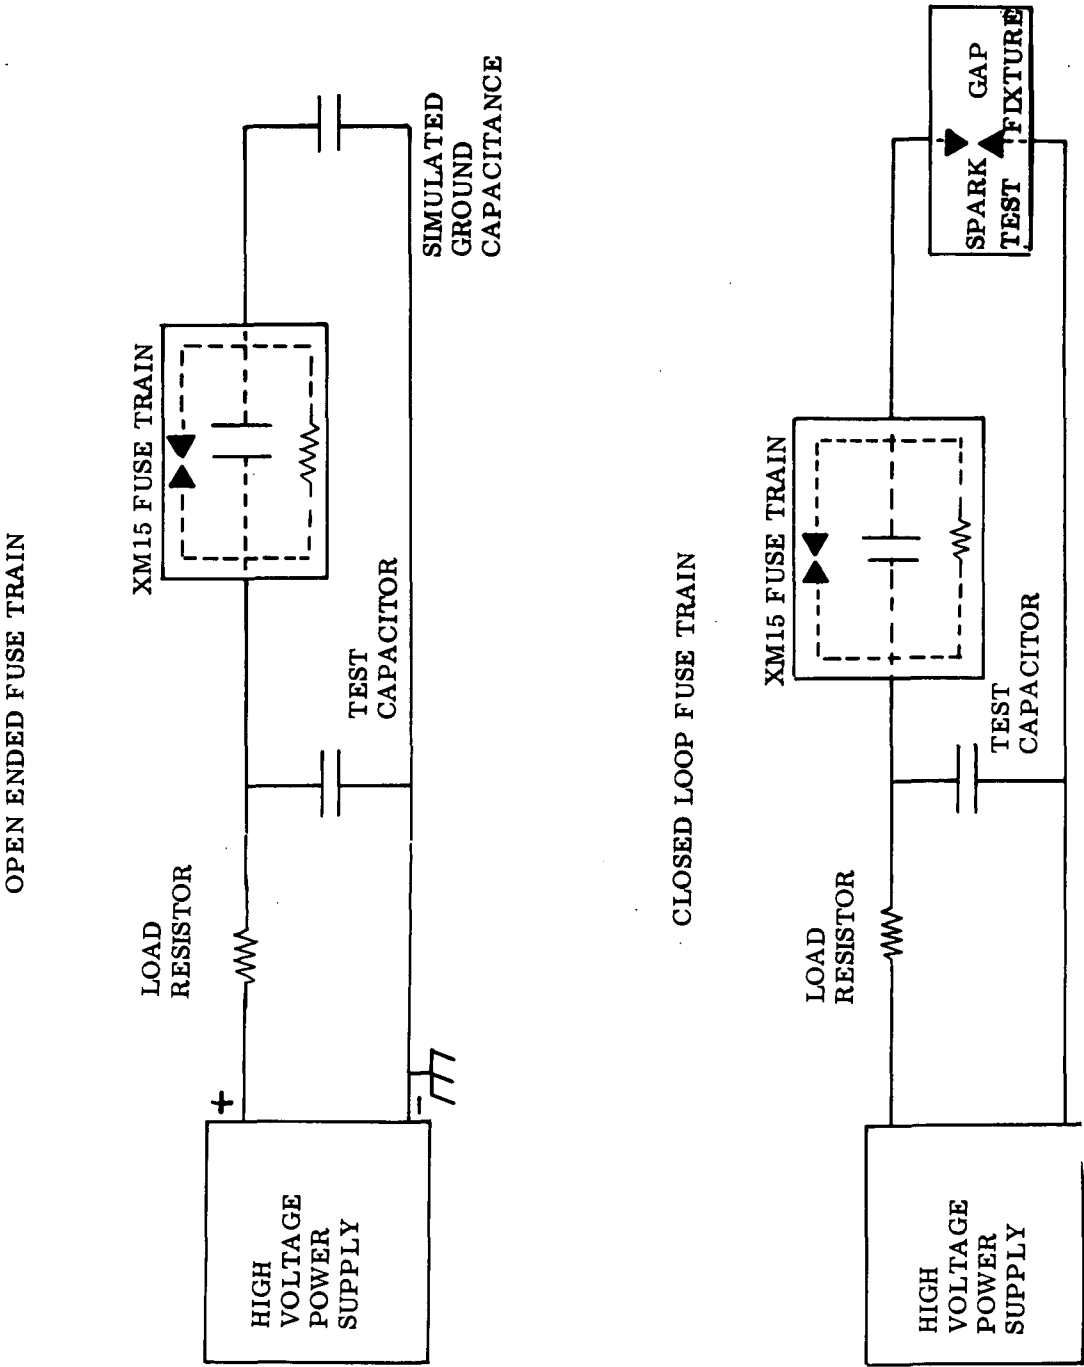 OPEN ENDED FUSE TRAIN
HIGH
VOLTAGE
POWER
SUPPLY
+
-
LOAD
RESISTOR
TEST
CAPACITOR
XM15 FUSE TRAIN
SIMULATED
GROUND
CAPACITANCE
CLOSED LOOP FUSE TRAIN
HIGH
VOLTAGE
POWER
SUPPLY
LOAD
RESISTOR
TEST
CAPACITOR
XM15 FUSE TRAIN
SPARK GAP
TEST FIXTURE